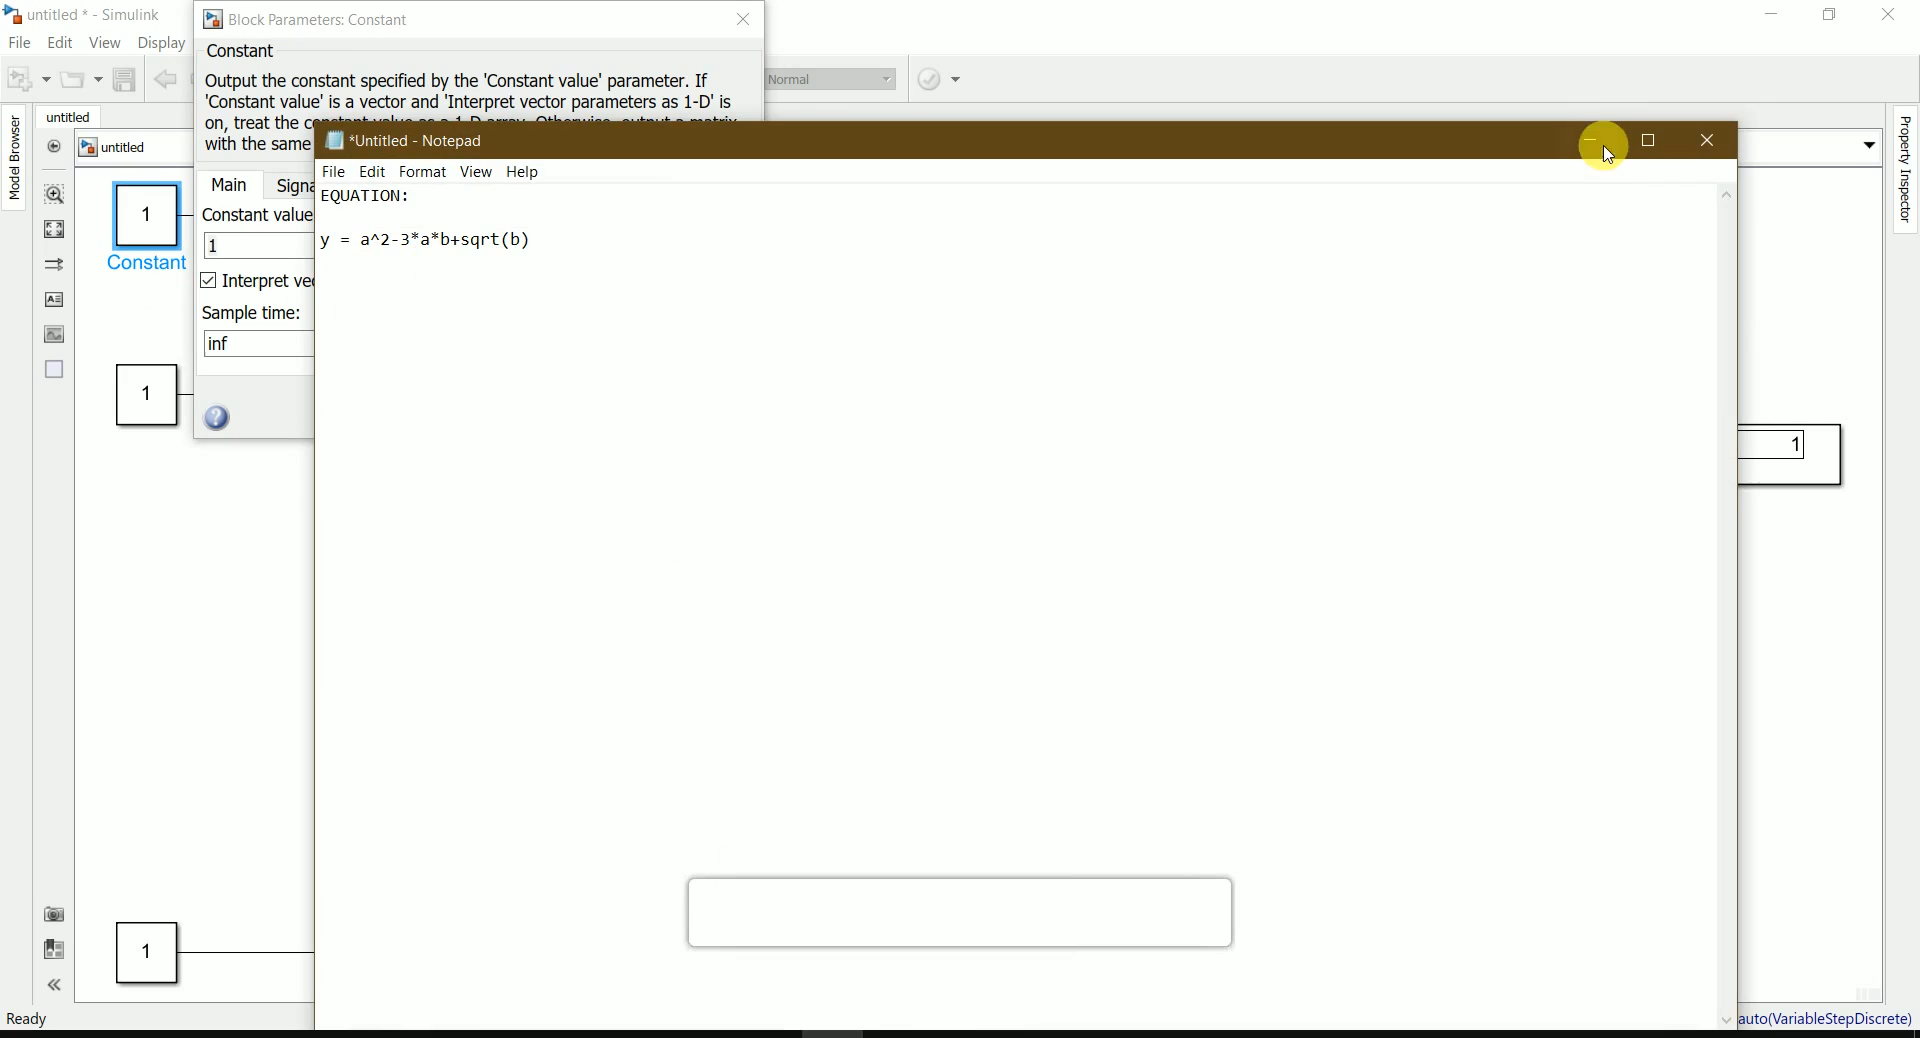 untitled * - Simulink
Block Parameters: Constant
File Edit View Display
Constant
Output the constant specified by the 'Constant value' parameter. If
'Constant value' is a vector and 'Interpret vector parameters as 1-D' is
on, treat the
with the same
Normal
untitled
untitled
Model Browser
Property Inspector
*Untitled - Notepad
File Edit Format View Help
EQUATION:
y = a^2-3*a*b+sqrt(b)
Main
Constant value
1
Interpret
Sample time:
inf
1
Constant
1
1
1
Ready
auto(VariableStepDiscrete)